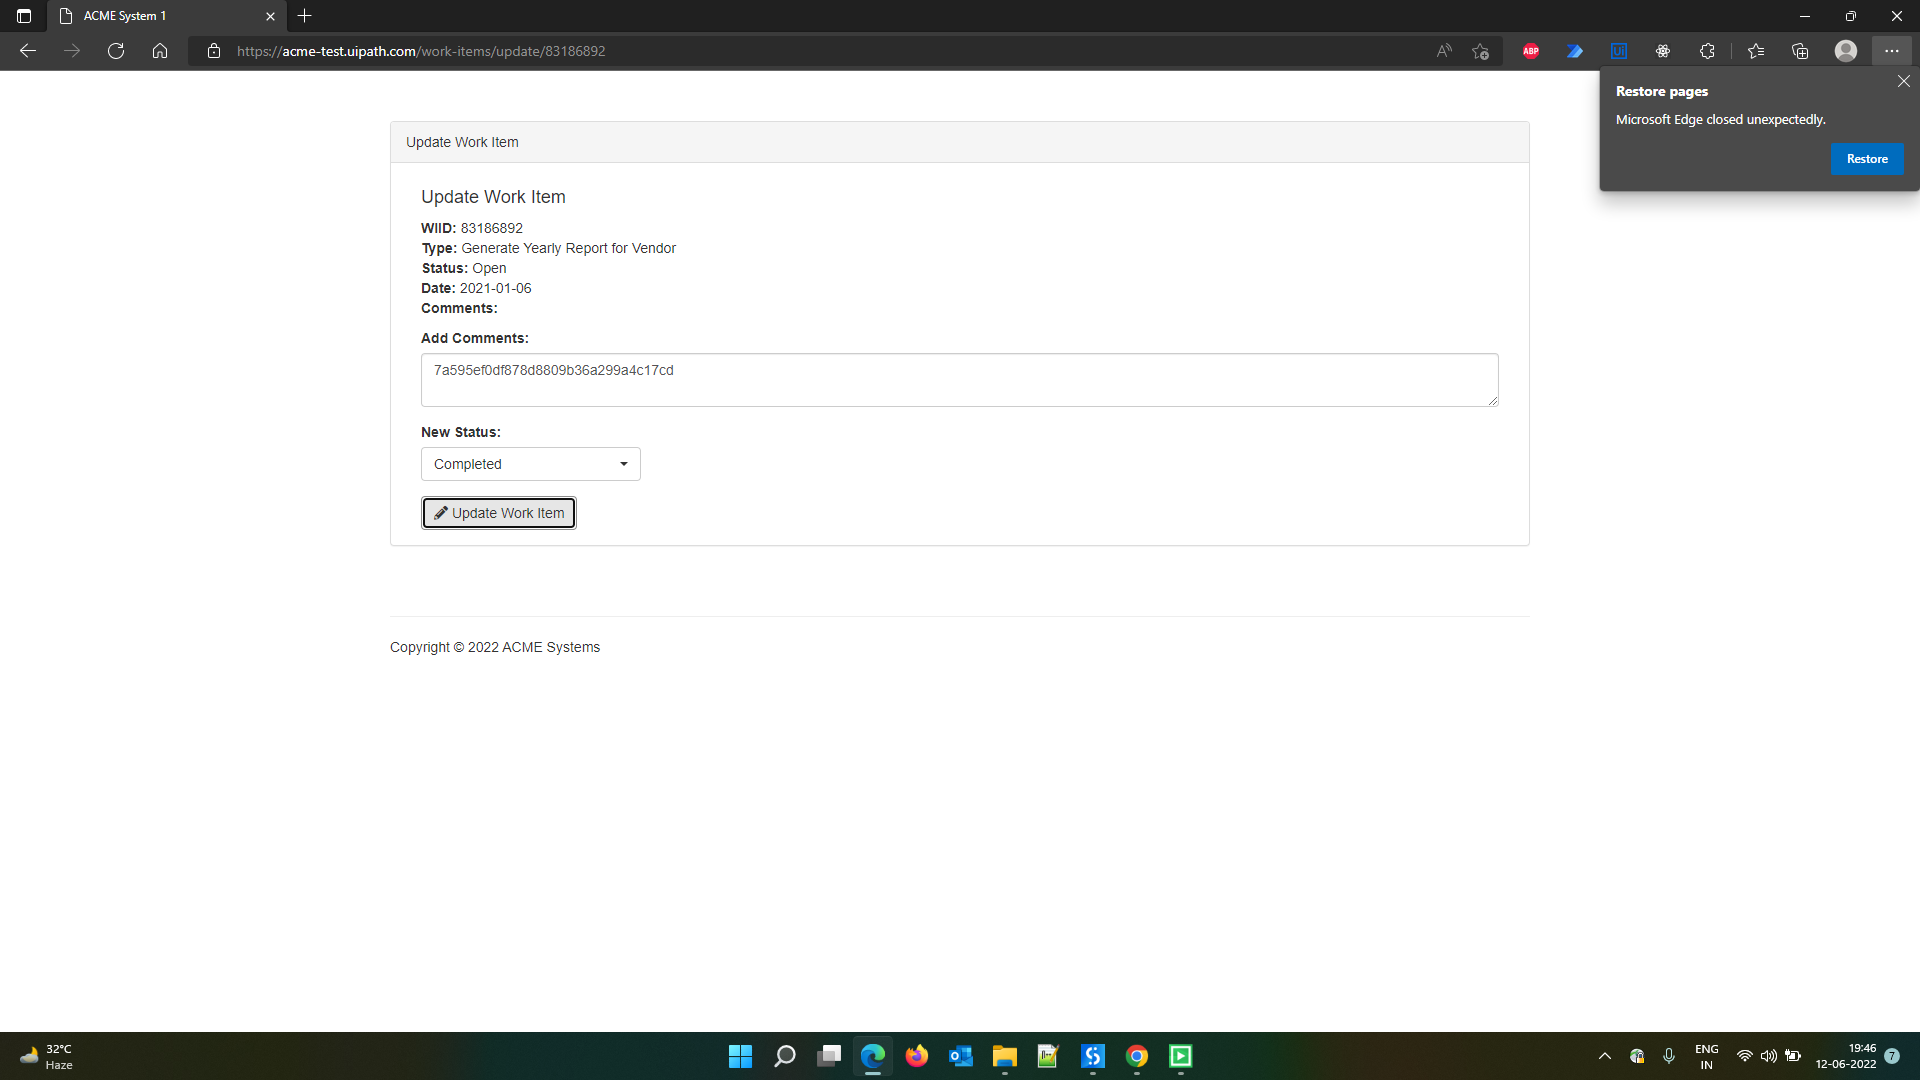 ACME System 1
https://acme-test.uipath.com/work-items/update/83186892
ABP
Ui
Restore pages
Microsoft Edge closed unexpectedly.
Restore
Update Work Item
Update Work Item
WIID: 83186892
Type: Generate Yearly Report for Vendor
Status: Open
Date: 2021-01-06
Comments:
Add Comments:
7a595ef0df878d8809b36a299a4c17cd
New Status:
Completed
Update Work Item
Copyright © 2022 ACME Systems
32°C
Haze
ENG
IN
19:46
12-06-2022
7